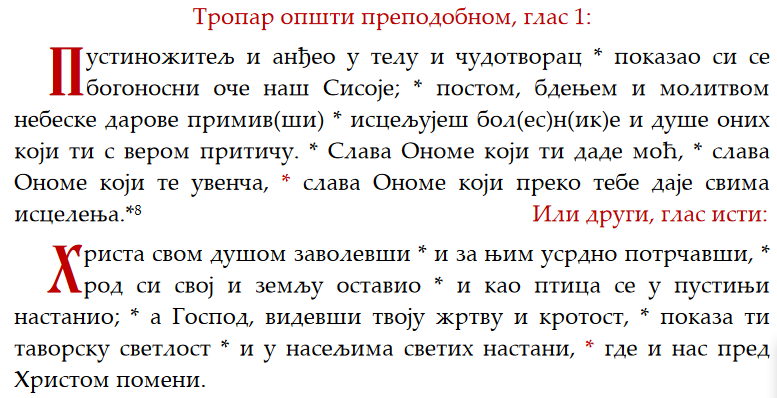 Тропар општи преподобном, глас 1:
Пустиножитељ и анђео у телу и чудотворац * показао си се
богоносни оче наш Сисоје; * постом, бдењем и молитвом
небеске дарове примив(ши) * исцељујеш бол(ес)н(ик)е и душе оних
који ти с вером притичу. * Слава Ономе који ти даде моћ, * слава
Ономе који те увенча, * слава Ономе који преко тебе даје свима
исцелења.*⁸ Или други, глас исти:
Христа свом душом заволевши * и за њим усрдно потрчавши, *
род си свој и земљу оставио * и као птица се у пустињи
настанио; * а Господ, видевши твоју жртву и кротост, * показа ти
таворску светлост * и у насељима светих настани, * где и нас пред
Христом помени.